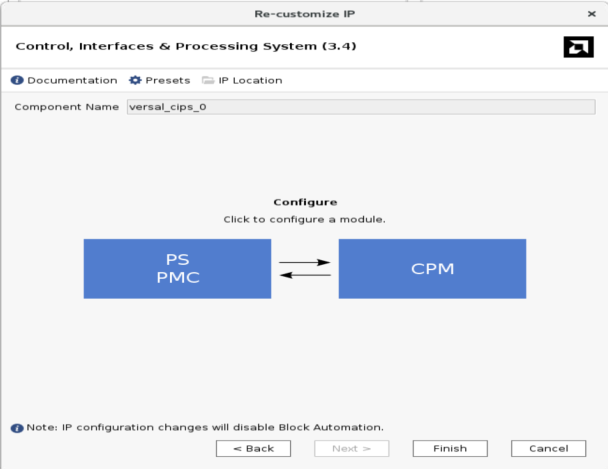 Re-customize IP
Control, Interfaces & Processing System (3.4)
Documentation Presets IP Location
Component Name versal_cips_0
Configure
Click to configure a module.
PS
PMC
CPM
Note: IP configuration changes will disable Block Automation.
< Back Next > Finish Cancel